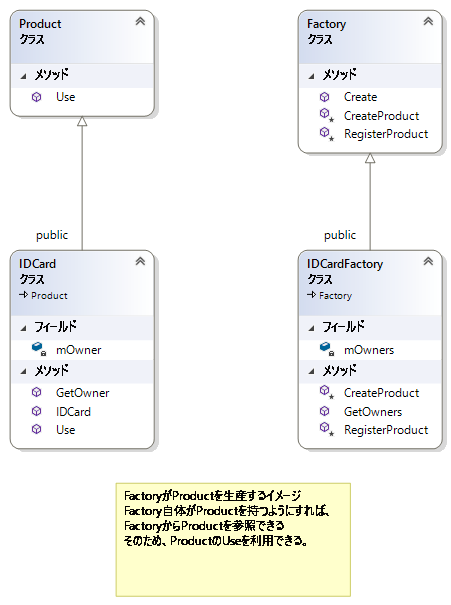 Product
クラス
メソッド
Use
Factory
クラス
メソッド
Create
CreateProduct
RegisterProduct
public
public
IDCard
クラス
Product
フィールド
mOwner
メソッド
GetOwner
IDCard
Use
IDCardFactory
クラス
Factory
フィールド
mOwners
メソッド
CreateProduct
GetOwners
RegisterProduct
FactoryがProductを生産するイメージ
Factory自体がProductを持つようにすれば、
FactoryからProductを参照できる
そのため、ProductのUseを利用できる。